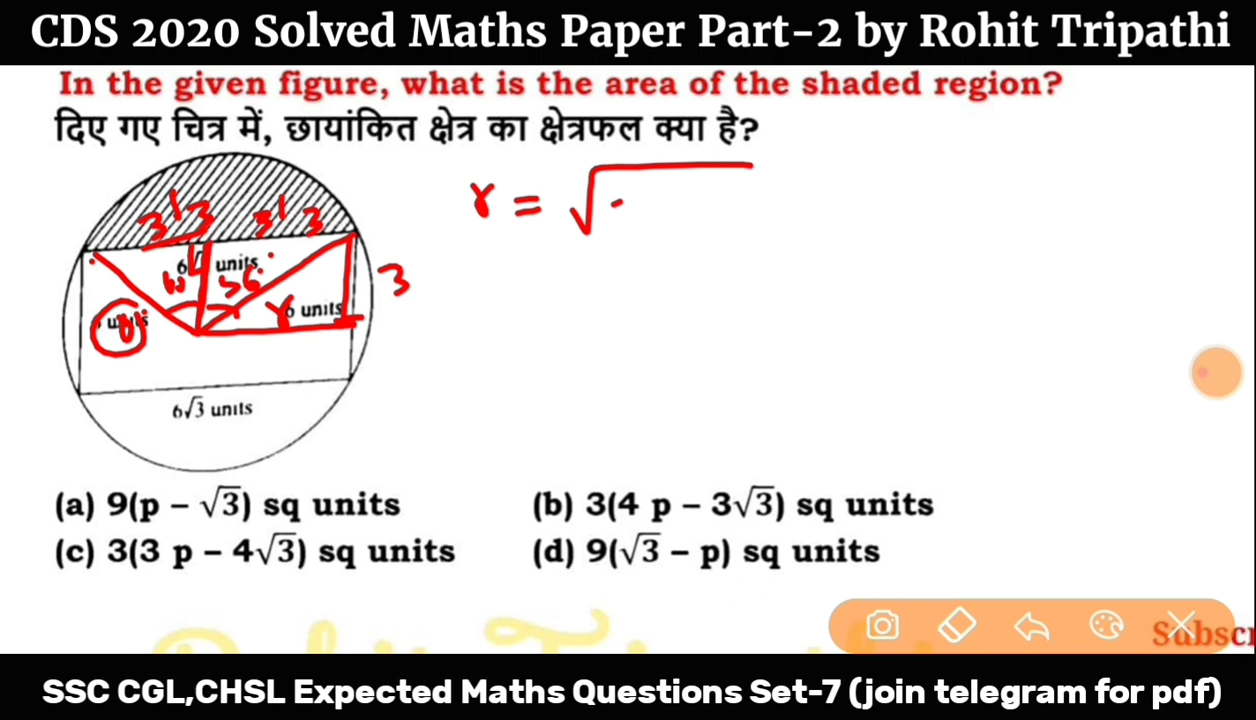 CDS 2020 Solved Maths Paper Part-2 by Rohit Tripathi
In the given figure, what is the area of the shaded region?
दिए गए चित्र में, छायांकित क्षेत्र का क्षेत्रफल क्या है?
r = √
3√3 3√3
6 units
60°
3
6 units
6√3 units
(a) 9(p – √3) sq units (b) 3(4 p – 3√3) sq units
(c) 3(3 p – 4√3) sq units (d) 9(√3 – p) sq units
SSC CGL,CHSL Expected Maths Questions Set-7 (join telegram for pdf)